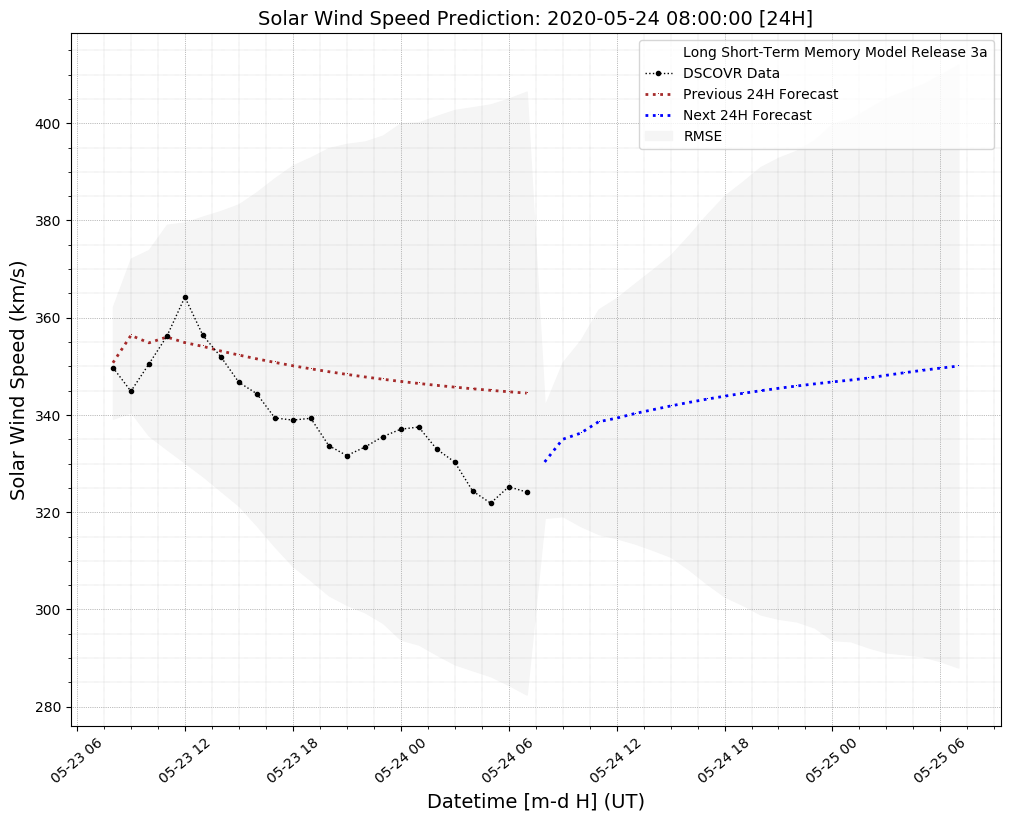 Solar Wind Speed Prediction: 2020-05-24 08:00:00 [24H]
Long Short-Term Memory Model Release 3a
DSCOVR Data
Previous 24H Forecast
Next 24H Forecast
RMSE
Solar Wind Speed (km/s)
400
380
360
340
320
300
280
05-23 06
05-23 12
05-23 18
05-24 00
05-24 06
05-24 12
05-24 18
05-25 00
05-25 06
Datetime [m-d H] (UT)